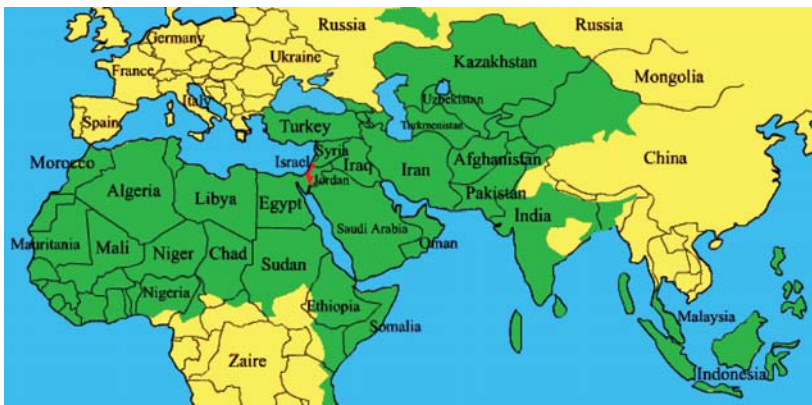 Russia
Russia
Germany
Ukraine
France
Kazakhstan
Mongolia
Italy
Uzbekistan
Spain
Turkey
Turkmenistan
Syria
China
Morocco
Israel
Iraq
Iran
Afghanistan
Jordan
Algeria
Libya
Egypt
Pakistan
India
Saudi Arabia
Mauritania
Mali
Niger
Chad
Oman
Sudan
Nigeria
Ethiopia
Somalia
Malaysia
Zaire
Indonesia